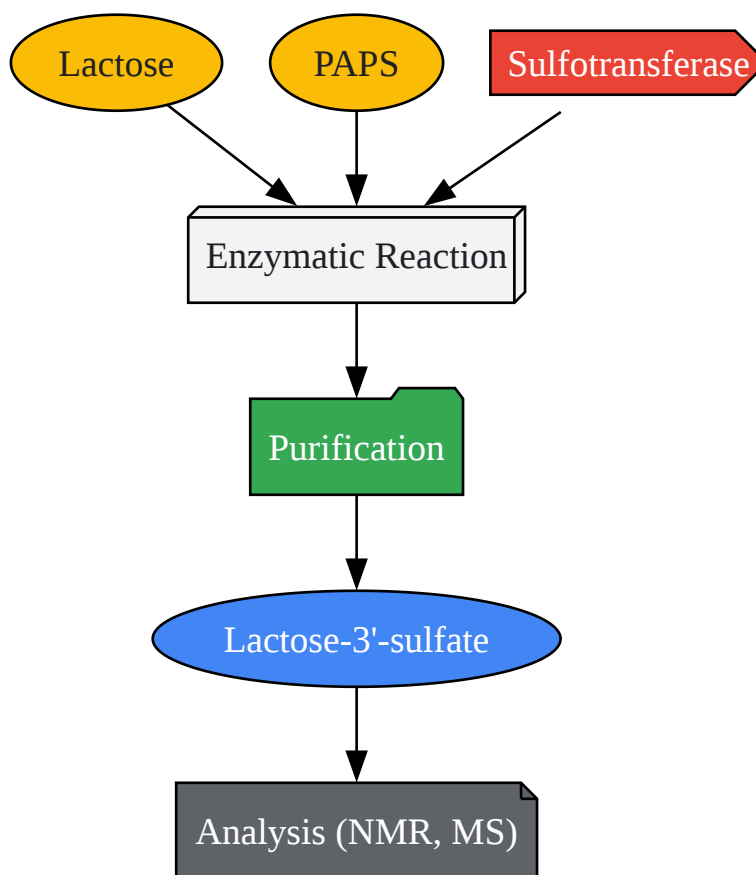 Lactose
PAPS
Sulfotransferase
Enzymatic Reaction
Purification
Lactose-3'-sulfate
Analysis (NMR, MS)